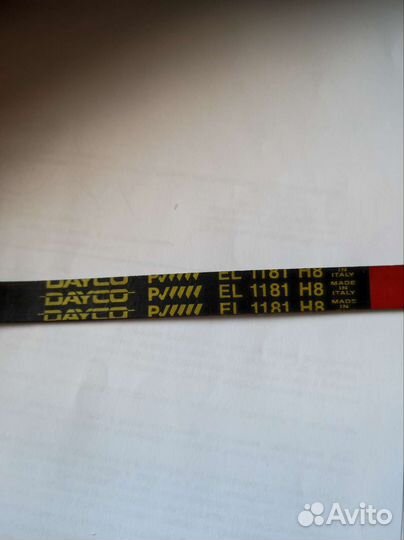 DAYCO PJ///// EL 1181 H8 MADE IN ITALY
DAYCO PJ///// EL 1181 H8 MADE IN ITALY
DAYCO PJ///// EL 1181 H8 MADE IN
Avito